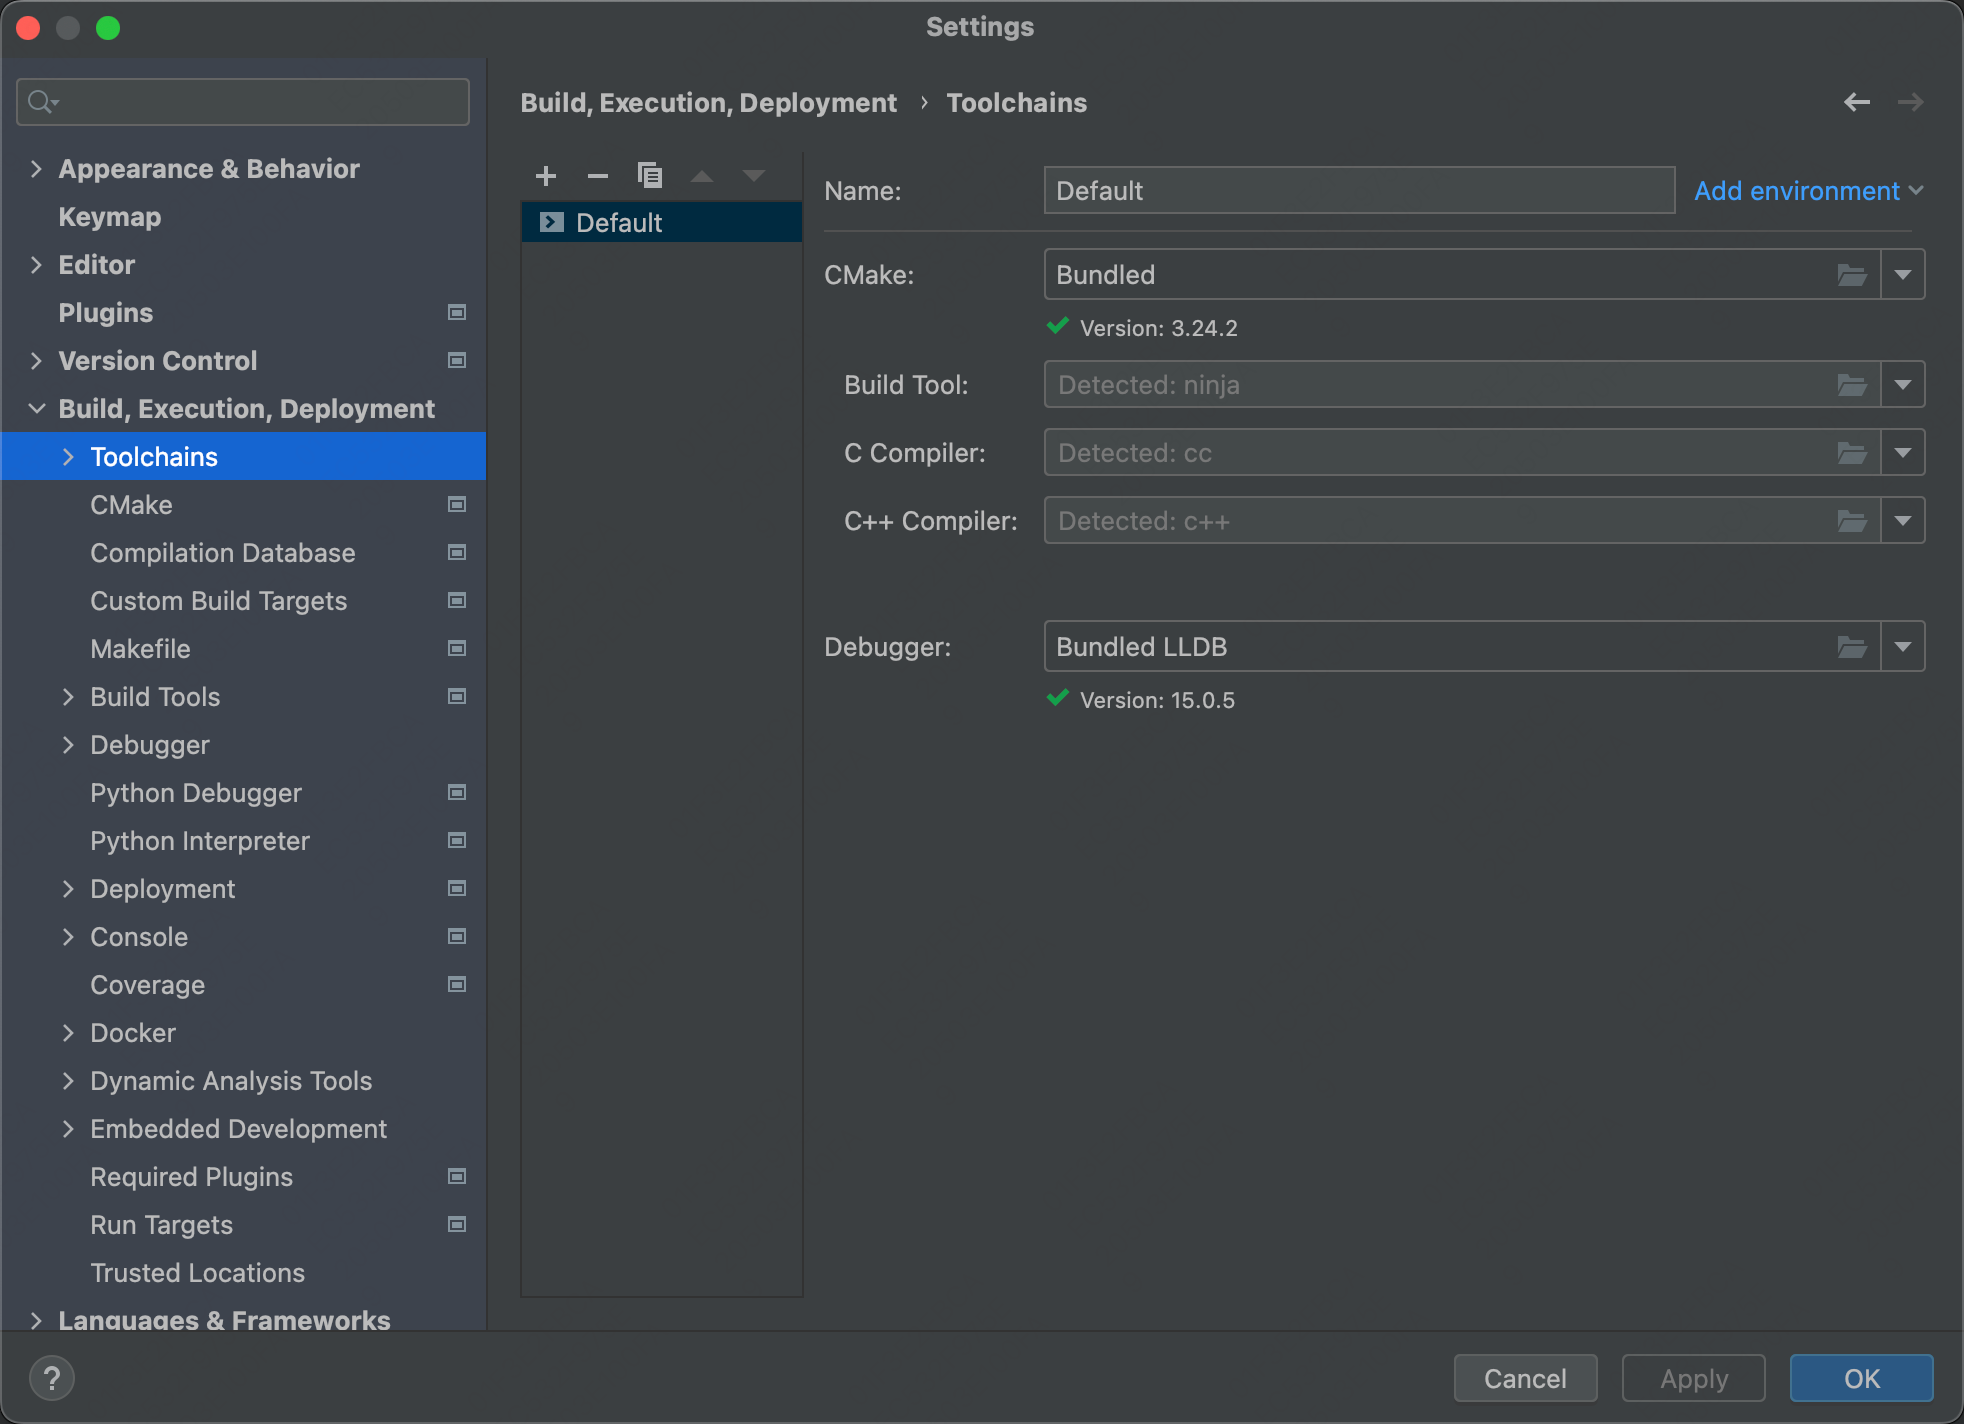 Settings
Build, Execution, Deployment › Toolchains
Appearance & Behavior
Keymap
Editor
Plugins
Version Control
Build, Execution, Deployment
Toolchains
CMake
Compilation Database
Custom Build Targets
Makefile
Build Tools
Debugger
Python Debugger
Python Interpreter
Deployment
Console
Coverage
Docker
Dynamic Analysis Tools
Embedded Development
Required Plugins
Run Targets
Trusted Locations
Languages & Frameworks
Default
Name: Default Add environment
CMake: Bundled
Version: 3.24.2
Build Tool: Detected: ninja
C Compiler: Detected: cc
C++ Compiler: Detected: c++
Debugger: Bundled LLDB
Version: 15.0.5
? Cancel Apply OK